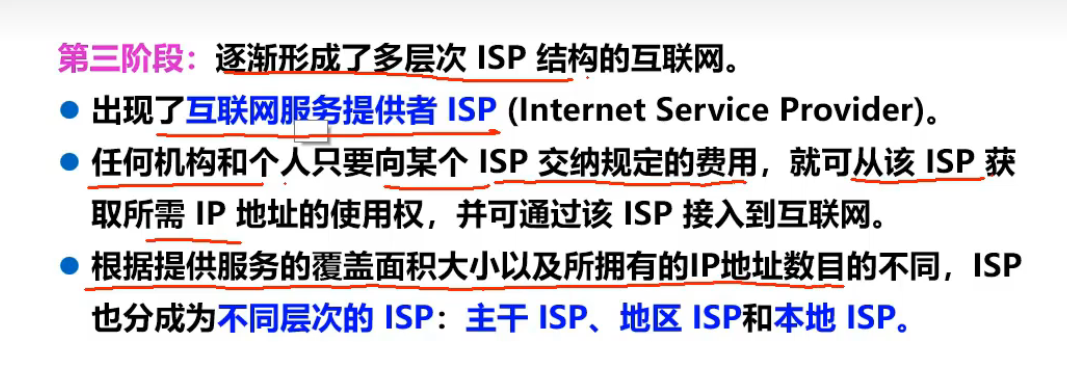 第三阶段：逐渐形成了多层次 ISP 结构的互联网。
● 出现了互联网服务提供者 ISP (Internet Service Provider)。
● 任何机构和个人只要向某个 ISP 交纳规定的费用，就可从该 ISP 获
取所需 IP 地址的使用权，并可通过该 ISP 接入到互联网。
● 根据提供服务的覆盖面积大小以及所拥有的IP地址数目的不同，ISP
也分成为不同层次的 ISP：主干 ISP、地区 ISP和本地 ISP。